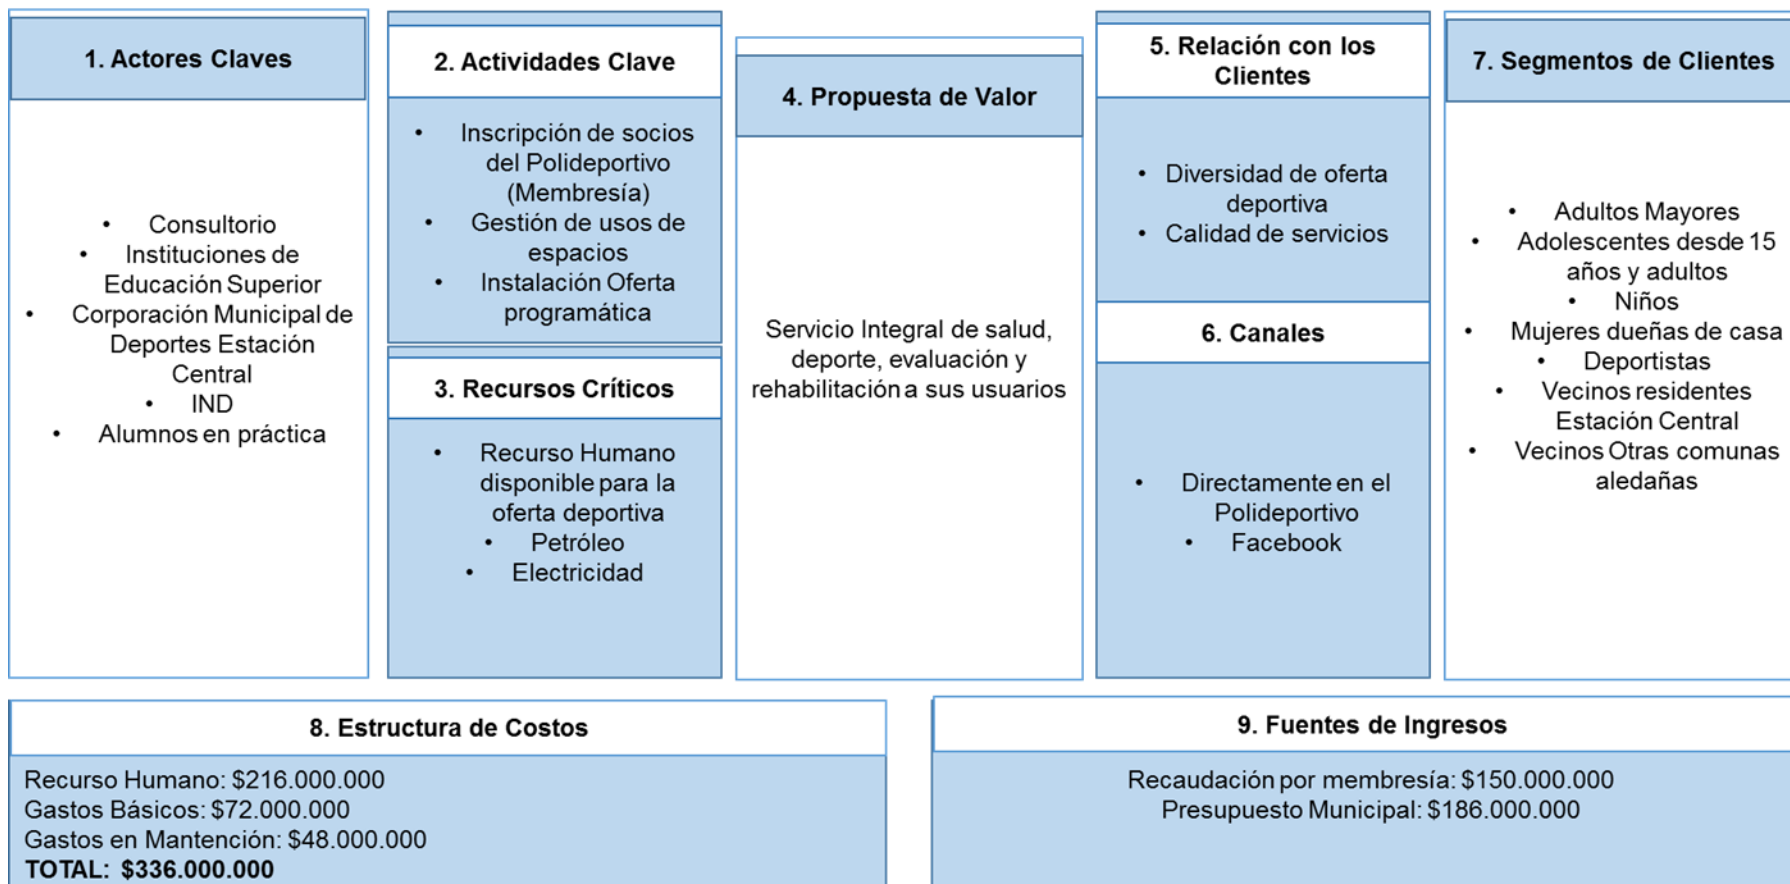 1. Actores Claves
• Consultorio
• Instituciones de
Educación Superior
• Corporación Municipal de
Deportes Estación
Central
• IND
• Alumnos en práctica
2. Actividades Clave
• Inscripción de socios
del Polideportivo
(Membresía)
• Gestión de usos de
espacios
• Instalación Oferta
programática
3. Recursos Críticos
• Recurso Humano
disponible para la
oferta deportiva
• Petróleo
• Electricidad
4. Propuesta de Valor
Servicio Integral de salud,
deporte, evaluación y
rehabilitación a sus usuarios
5. Relación con los
Clientes
• Diversidad de oferta
deportiva
• Calidad de servicios
6. Canales
• Directamente en el
Polideportivo
• Facebook
7. Segmentos de Clientes
• Adultos Mayores
• Adolescentes desde 15
años y adultos
• Niños
• Mujeres dueñas de casa
• Deportistas
• Vecinos residentes
Estación Central
• Vecinos Otras comunas
aledañas
8. Estructura de Costos
Recurso Humano: $216.000.000
Gastos Básicos: $72.000.000
Gastos en Mantención: $48.000.000
TOTAL: $336.000.000
9. Fuentes de Ingresos
Recaudación por membresía: $150.000.000
Presupuesto Municipal: $186.000.000